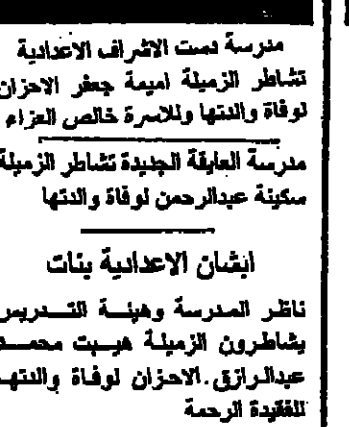 مدرسة دست الاشراف الاعدادية
تشاطر الزميلة اميمة جعفر الاحزان
لوفاة والدتها وللاسرة خالص العزاء
مدرسة العايقة الجديدة تشاطر الزميلة
سكينة عبدالرحمن لوفاة والدتها
ابشان الاعدادية بنات
ناظر المدرسة وهيئة التدريس
يشاطرون الزميلة هبت محمد
عبدالرازق.الاحزان لوفاة والدتها
للفقيدة الرحمة